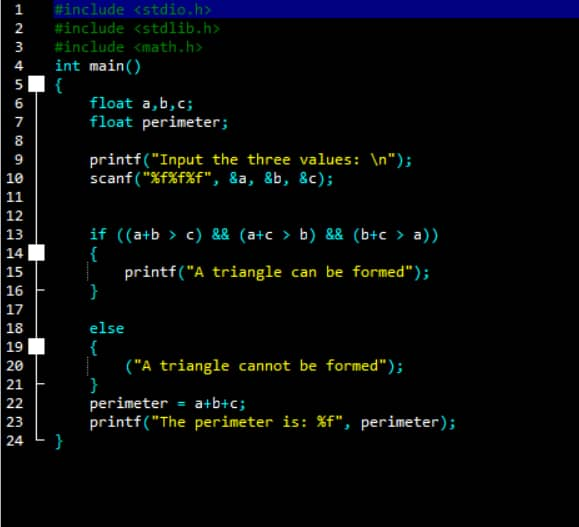 1 #include <stdio.h>
2 #include <stdlib.h>
3 #include <math.h>
4 int main()
5 {
6 float a,b,c;
7 float perimeter;
8
9 printf("Input the three values: \n");
10 scanf("%f%f%f", &a, &b, &c);
11
12
13 if ((a+b > c) && (a+c > b) && (b+c > a))
14 {
15 printf("A triangle can be formed");
16 }
17
18 else
19 {
20 ("A triangle cannot be formed");
21 }
22 perimeter = a+b+c;
23 printf("The perimeter is: %f", perimeter);
24 }